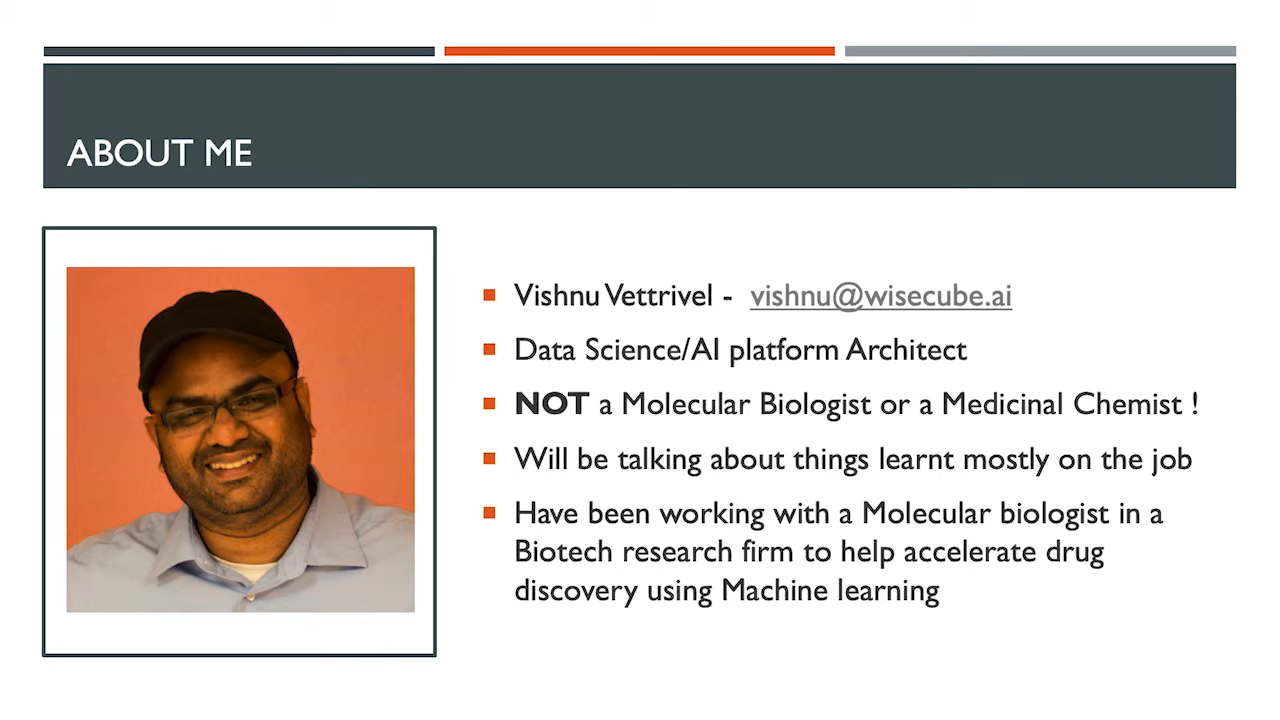 ABOUT ME
Vishnu Vettrivel - vishnu@wisecube.ai
Data Science/AI platform Architect
NOT a Molecular Biologist or a Medicinal Chemist !
Will be talking about things learnt mostly on the job
Have been working with a Molecular biologist in a
Biotech research firm to help accelerate drug
discovery using Machine learning